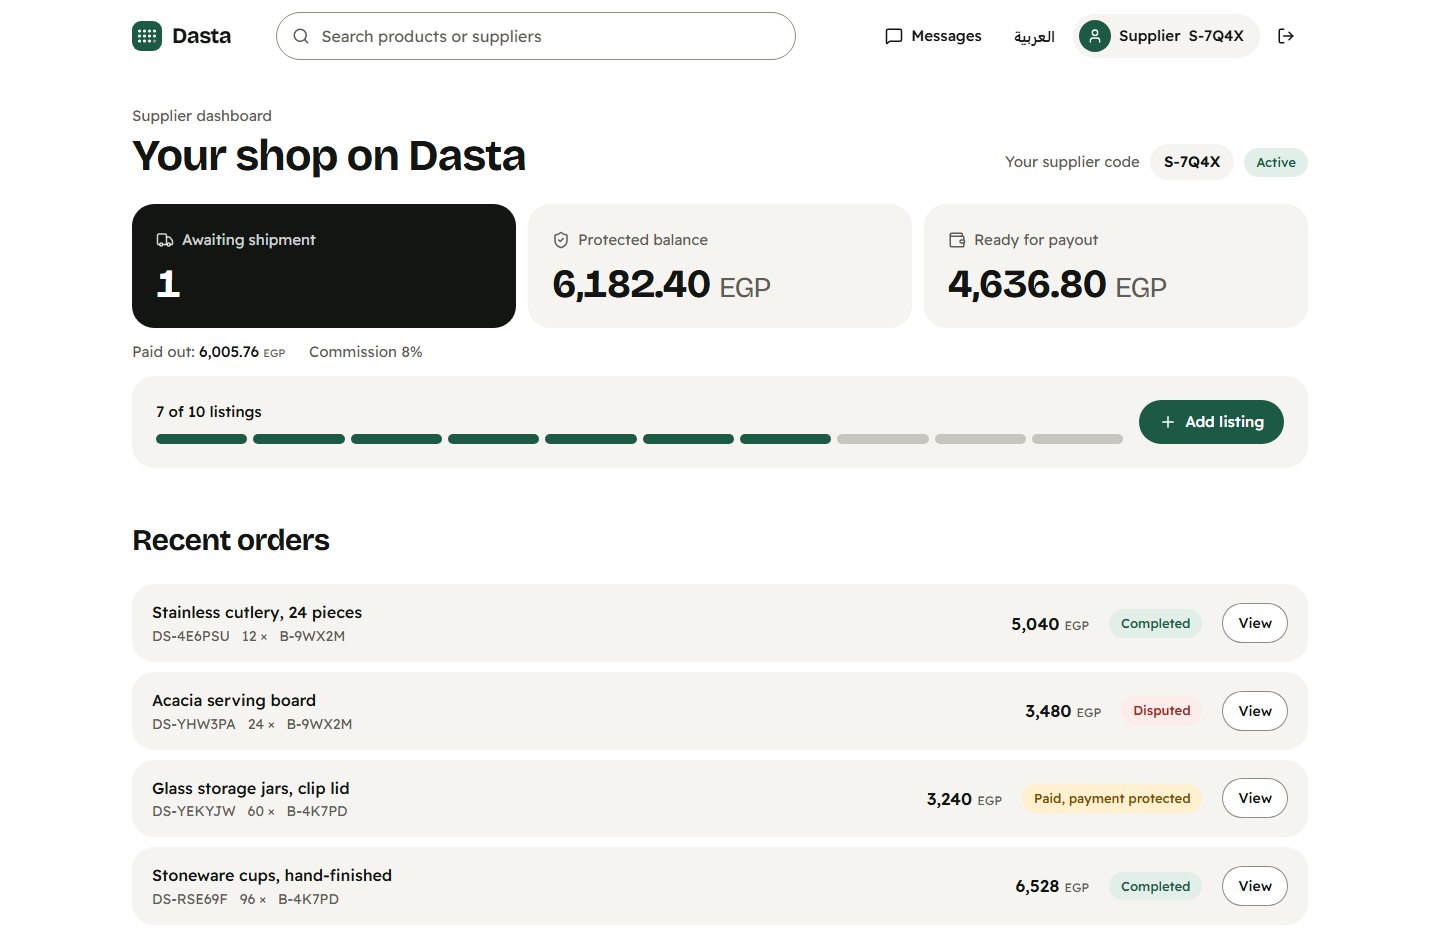 Dasta
Search products or suppliers
Messages
العربية
Supplier S-7Q4X
Supplier dashboard
Your shop on Dasta
Your supplier code S-7Q4X Active
Awaiting shipment
1
Protected balance
6,182.40 EGP
Ready for payout
4,636.80 EGP
Paid out: 6,005.76 EGP Commission 8%
7 of 10 listings
+ Add listing
Recent orders
Stainless cutlery, 24 pieces
DS-4E6PSU 12 × B-9WX2M
5,040 EGP Completed View
Acacia serving board
DS-YHW3PA 24 × B-9WX2M
3,480 EGP Disputed View
Glass storage jars, clip lid
DS-YEKYJW 60 × B-4K7PD
3,240 EGP Paid, payment protected View
Stoneware cups, hand-finished
DS-RSE69F 96 × B-4K7PD
6,528 EGP Completed View